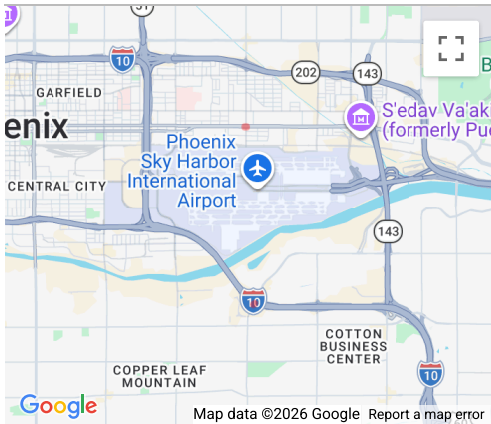 51
10
202
143
GARFIELD
S'edav Va'aki
(formerly Pue
enix
Phoenix
Sky Harbor
International
Airport
CENTRAL CITY
143
10
COTTON
BUSINESS
CENTER
COPPER LEAF
MOUNTAIN
10
Google
Map data ©2026 Google
Report a map error